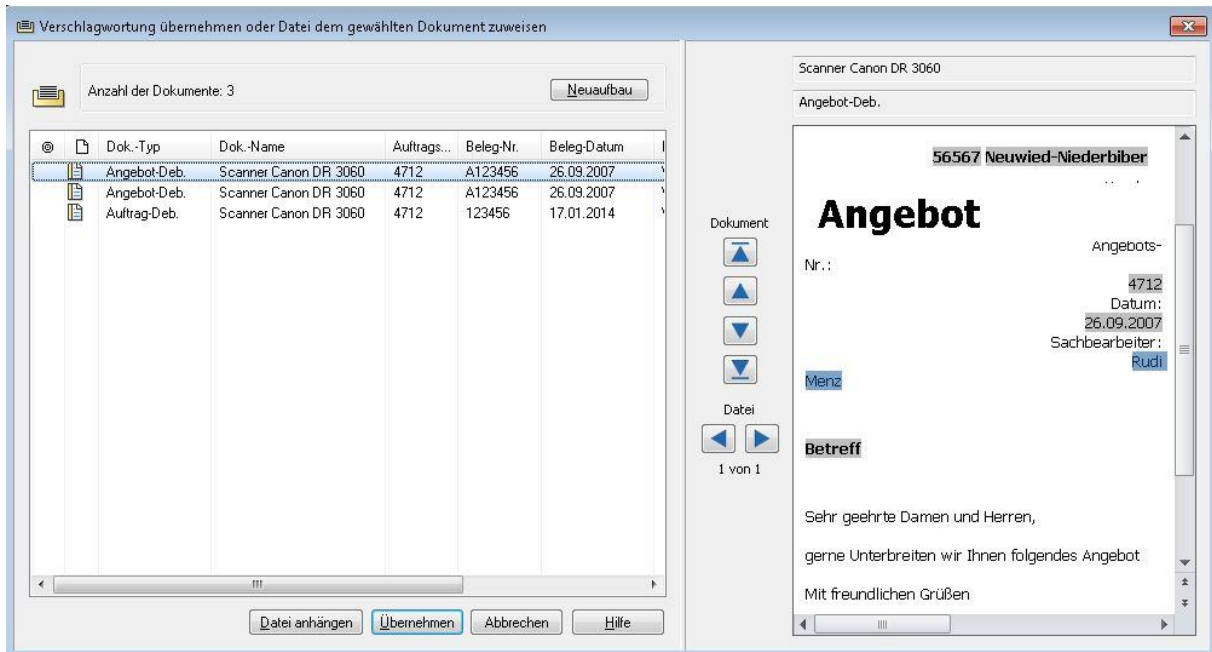 Verschlagwortung übernehmen oder Datei dem gewählten Dokument zuweisen
Anzahl der Dokumente: 3
Neuaufbau
Dok.-Typ Dok.-Name Auftrags... Beleg-Nr. Beleg-Datum
Angebot-Deb. Scanner Canon DR 3060 4712 A123456 26.09.2007
Angebot-Deb. Scanner Canon DR 3060 4712 A123456 26.09.2007
Auftrag-Deb. Scanner Canon DR 3060 4712 123456 17.01.2014
Datei anhängen Übernehmen Abbrechen Hilfe
Dokument
Datei
1 von 1
Scanner Canon DR 3060
Angebot-Deb.
56567 Neuwied-Niederbiber
Angebot
Angebots-
Nr.:
4712
Datum:
26.09.2007
Sachbearbeiter:
Rudi
Menz
Betreff
Sehr geehrte Damen und Herren,
gerne Unterbreiten wir Ihnen folgendes Angebot
Mit freundlichen Grüßen